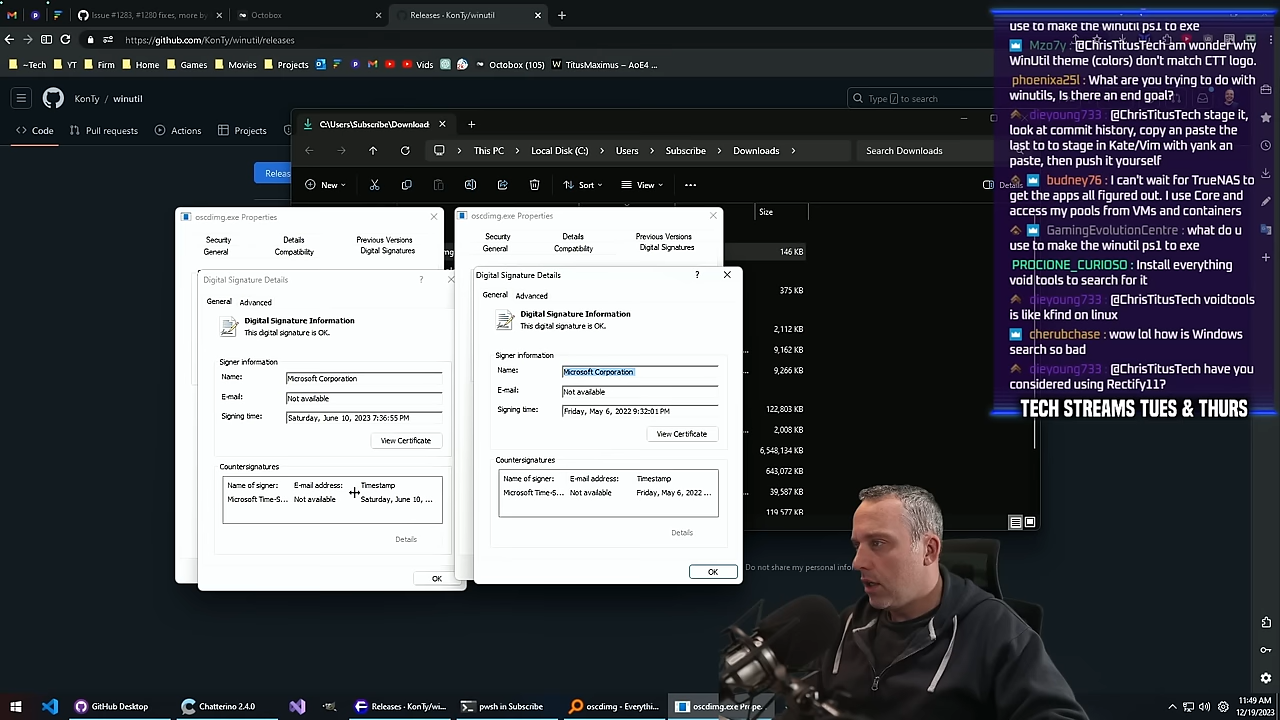 Issue #1283, #1280 fixes, more by
Octobox
Releases · KonTy/winutil
https://github.com/KonTy/winutil/releases
~Tech
YT
Firm
Home
Games
Movies
Projects
Vids
Octobox (105)
TitusMaximus – AoE4 ...
KonTy / winutil
Type / to search
Code
Pull requests
Actions
Projects
Releas
C:\Users\Subscribe\Download
This PC
Local Disk (C:)
Users
Subscribe
Downloads
Search Downloads
New
Sort
View
Details
Size
146 KB
375 KB
2,112 KB
9,162 KB
9,266 KB
122,803 KB
2,008 KB
6,548,134 KB
643,072 KB
39,587 KB
119,577 KB
oscdimg.exe Properties
Security
Details
Previous Versions
General
Compatibility
Digital Signatures
Digital Signature Details
?
General
Advanced
Digital Signature Information
This digital signature is OK.
Signer information
Name:
Microsoft Corporation
E-mail:
Not available
Signing time:
Saturday, June 10, 2023 7:36:55 PM
View Certificate
Countersignatures
Name of signer:
E-mail address:
Timestamp
Microsoft Time-S...
Not available
Saturday, June 10, ...
Details
OK
oscdimg.exe Properties
Security
Details
Previous Versions
General
Compatibility
Digital Signatures
Digital Signature Details
?
General
Advanced
Digital Signature Information
This digital signature is OK.
Signer information
Name:
Microsoft Corporation
E-mail:
Not available
Signing time:
Friday, May 6, 2022 9:32:01 PM
View Certificate
Countersignatures
Name of signer:
E-mail address:
Timestamp
Microsoft Time-S...
Not available
Friday, May 6, 2022 ...
Details
OK
Do not share my personal infor
use to make the winutil ps1 to exe
Mzo7y: @ChrisTitusTech am wonder why
WinUtil theme (colors) don't match CTT logo.
phoenixa25l: What are you trying to do with
winutils, Is there an end goal?
dieyoung733: @ChrisTitusTech stage it,
look at commit history, copy an paste the
last to to stage in Kate/Vim with yank an
paste, then push it yourself
budney76: I can't wait for TrueNAS to
get the apps all figured out. I use Core and
access my pools from VMs and containers
GamingEvolutionCentre: what do u
use to make the winutil ps1 to exe
PROCIONE_CURIOSO: Install everything
void tools to search for it
dieyoung733: @ChrisTitusTech voidtools
is like kfind on linux
cherubchase: wow lol how is Windows
search so bad
dieyoung733: @ChrisTitusTech have you
considered using Rectify11?
TECH STREAMS TUES & THURS
GitHub Desktop
Chatterino 2.4.0
Releases · KonTy/wi...
pwsh in Subscribe
oscdimg - Everythi...
oscdimg.exe Prope...
11:49 AM
12/19/2023